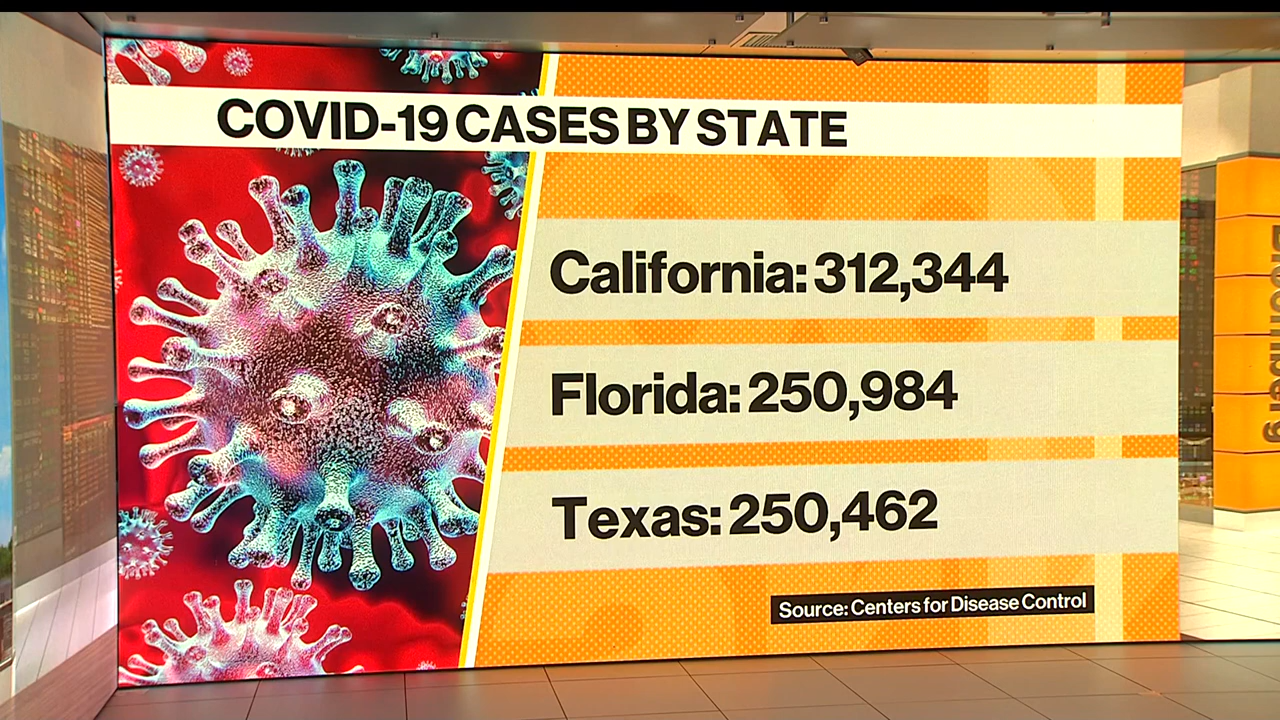 COVID-19 CASES BY STATE
California: 312,344
Florida: 250,984
Texas: 250,462
Source: Centers for Disease Control
Bloomberg